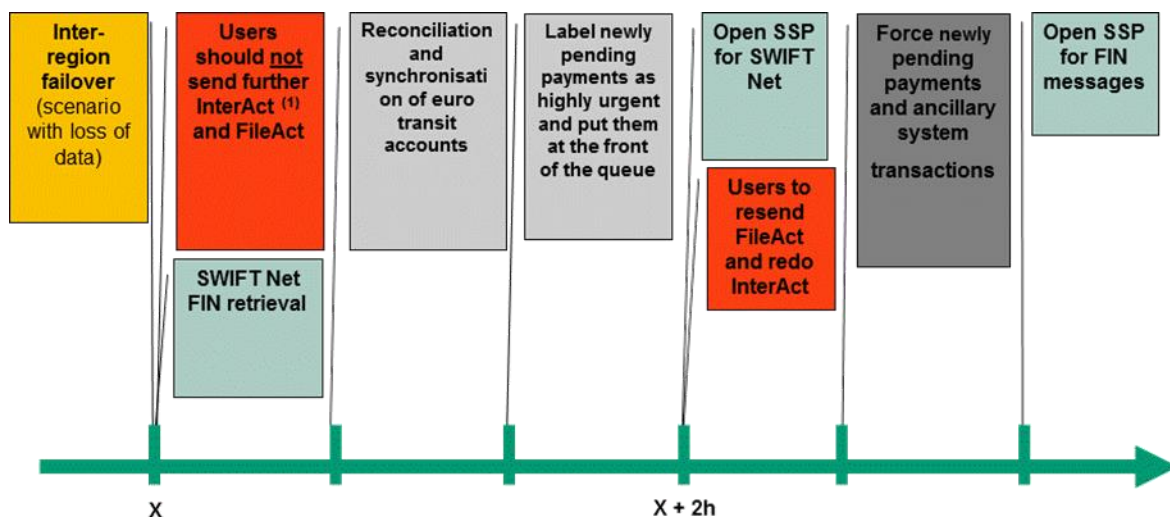 Inter-
region
failover
(scenario
with loss of
data)
Users
should not
send further
InterAct (1)
and FileAct
SWIFT Net
FIN retrieval
Reconciliation
and
synchronisati
on of euro
transit
accounts
Label newly
pending
payments as
highly urgent
and put them
at the front
of the queue
Open SSP
for SWIFT
Net
Users to
resend
FileAct
and redo
InterAct
Force newly
pending
payments
and ancillary
system
transactions
Open SSP
for FIN
messages
X
X + 2h